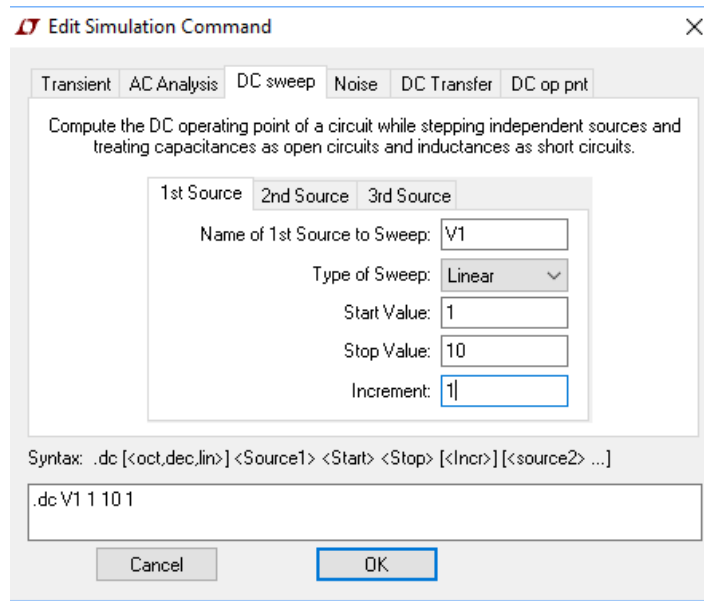 Edit Simulation Command
Transient AC Analysis DC sweep Noise DC Transfer DC op pnt
Compute the DC operating point of a circuit while stepping independent sources and
treating capacitances as open circuits and inductances as short circuits.
1st Source 2nd Source 3rd Source
Name of 1st Source to Sweep: V1
Type of Sweep: Linear
Start Value: 1
Stop Value: 10
Increment: 1
Syntax: .dc [<oct,dec,lin>] <Source1> <Start> <Stop> [<Incr>] [<source2> ...]
.dc V1 1 10 1
Cancel OK